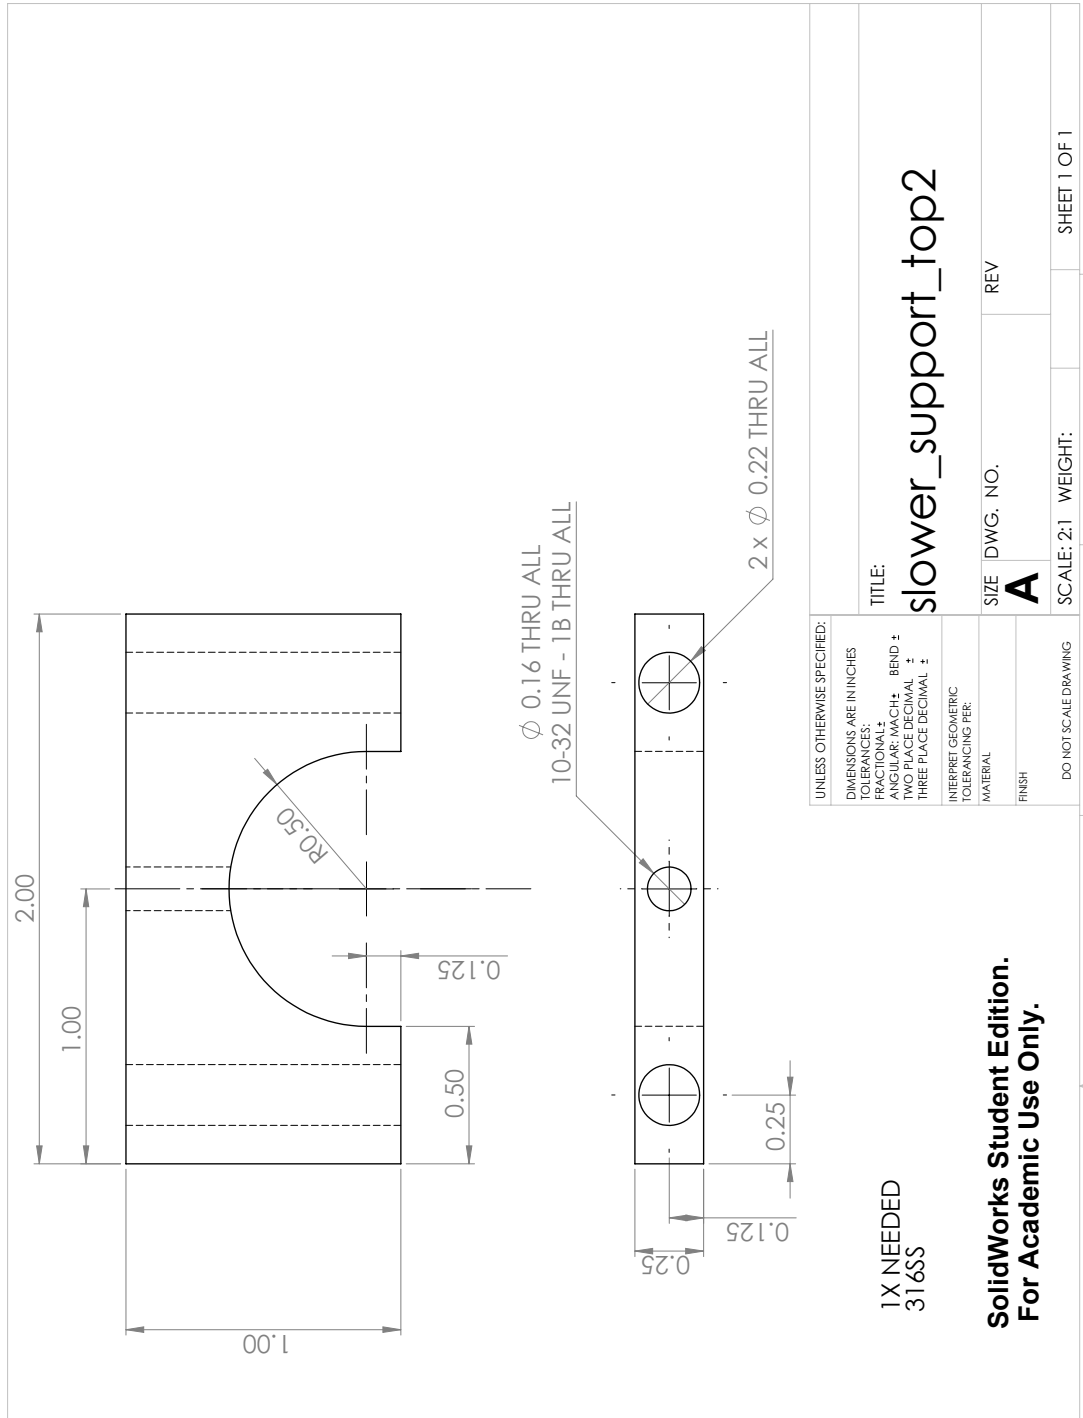 2.00
1.00
R0.50
0.125
0.50
1.00
Ø 0.16 THRU ALL
10-32 UNF - 1B THRU ALL
2 x Ø 0.22 THRU ALL
0.25
0.125
0.25
1X NEEDED
316SS
SolidWorks Student Edition.
For Academic Use Only.
UNLESS OTHERWISE SPECIFIED:
DIMENSIONS ARE IN INCHES
TOLERANCES:
FRACTIONAL ±
ANGULAR: MACH ± BEND ±
TWO PLACE DECIMAL ±
THREE PLACE DECIMAL ±
INTERPRET GEOMETRIC
TOLERANCING PER:
MATERIAL
FINISH
DO NOT SCALE DRAWING
TITLE:
slower_support_top2
SIZE DWG. NO. REV
A
SCALE: 2:1 WEIGHT: SHEET 1 OF 1